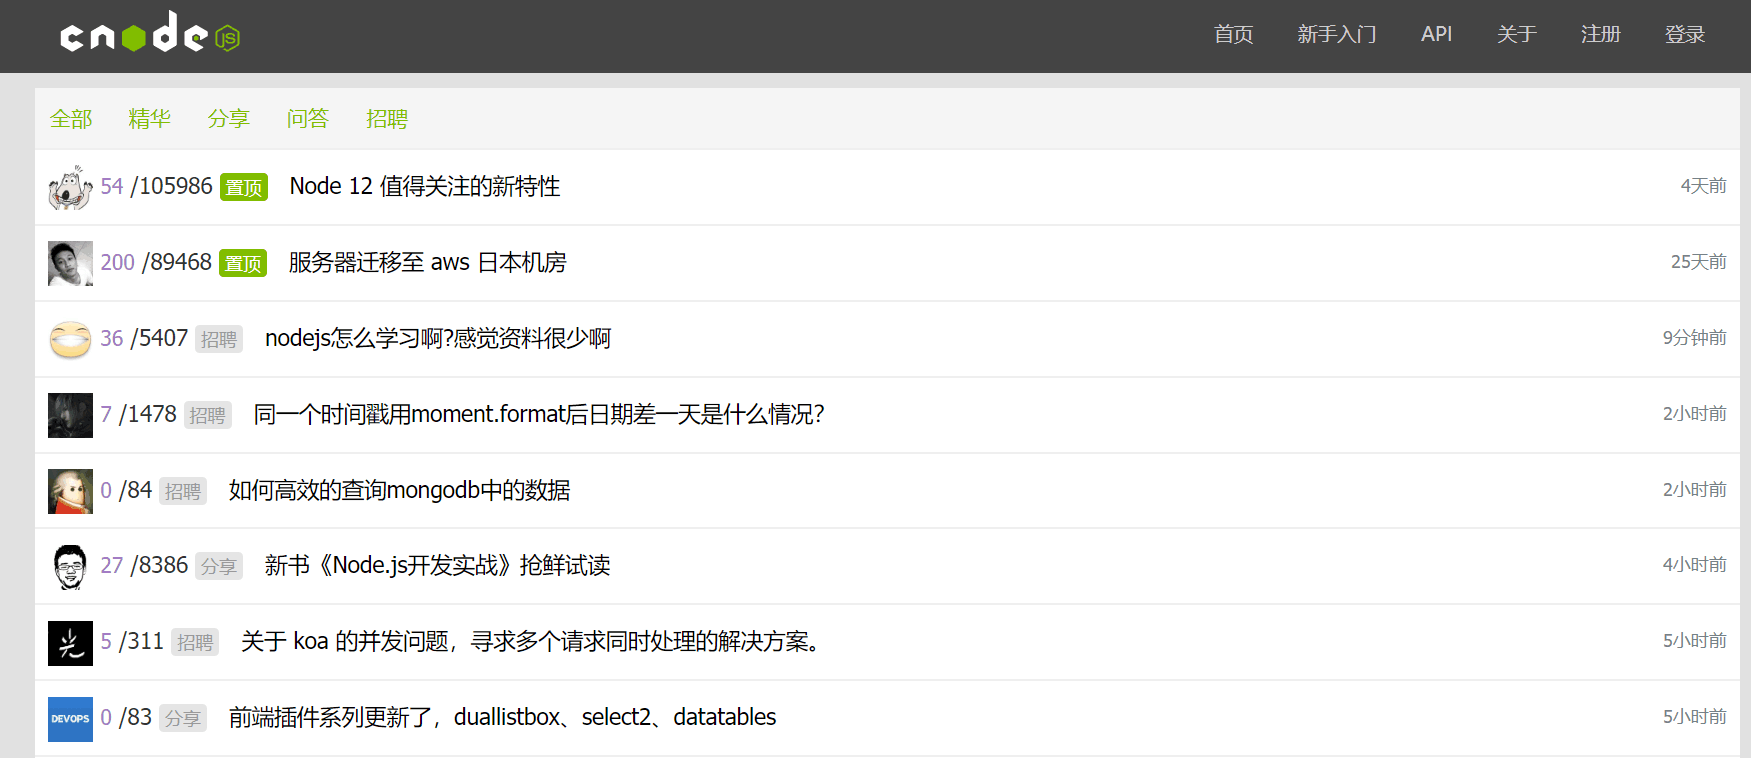 cnodejs 首页 新手入门 API 关于 注册 登录
全部 精华 分享 问答 招聘
54 /105986 置顶 Node 12 值得关注的新特性 4天前
200 /89468 置顶 服务器迁移至 aws 日本机房 25天前
36 /5407 招聘 nodejs怎么学习啊?感觉资料很少啊 9分钟前
7 /1478 招聘 同一个时间戳用moment.format后日期差一天是什么情况? 2小时前
0 /84 招聘 如何高效的查询mongodb中的数据 2小时前
27 /8386 分享 新书《Node.js开发实战》抢鲜试读 4小时前
光 5 /311 招聘 关于 koa 的并发问题，寻求多个请求同时处理的解决方案。 5小时前
DEVOPS 0 /83 分享 前端插件系列更新了，duallistbox、select2、datatables 5小时前